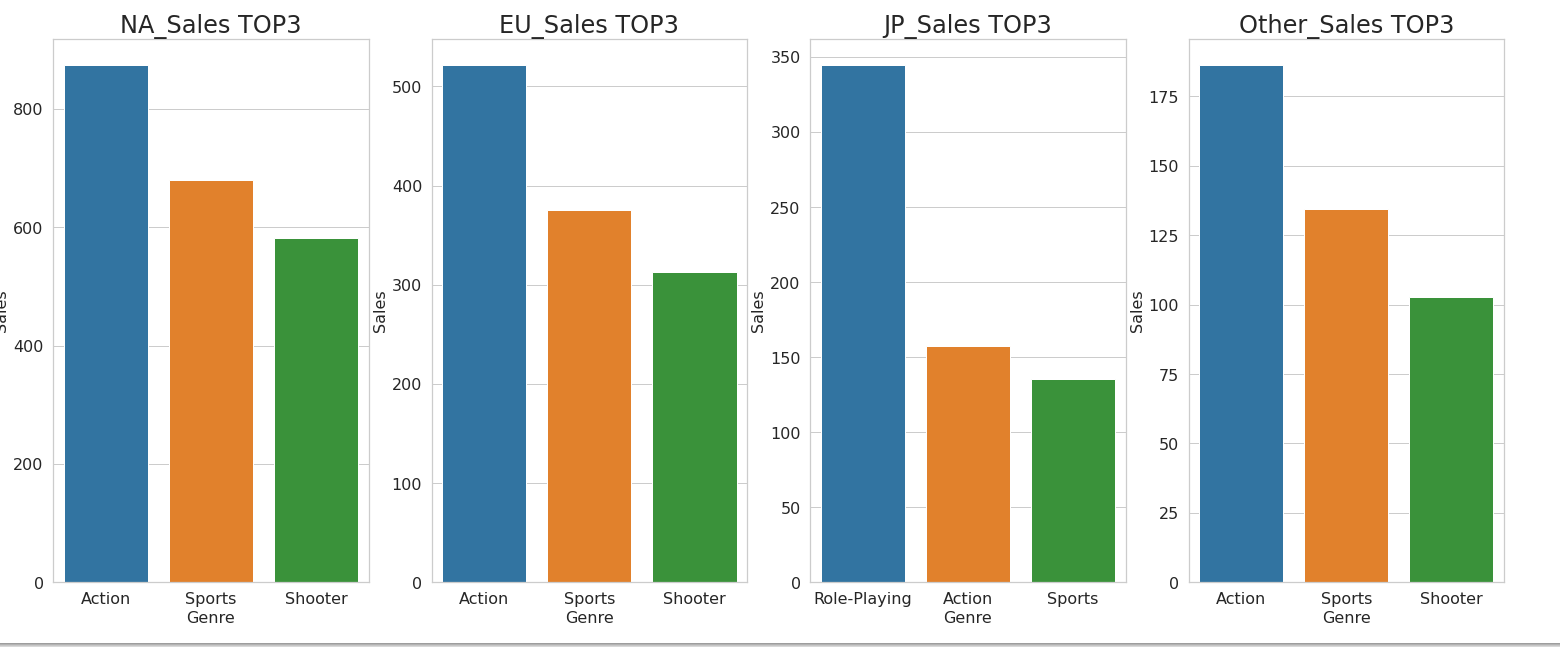 NA_Sales TOP3
800
600
400
200
0
Sales
Action
Sports
Shooter
Genre
EU_Sales TOP3
500
400
300
200
100
0
Sales
Action
Sports
Shooter
Genre
JP_Sales TOP3
350
300
250
200
150
100
50
0
Sales
Role-Playing
Action
Sports
Genre
Other_Sales TOP3
175
150
125
100
75
50
25
0
Sales
Action
Sports
Shooter
Genre